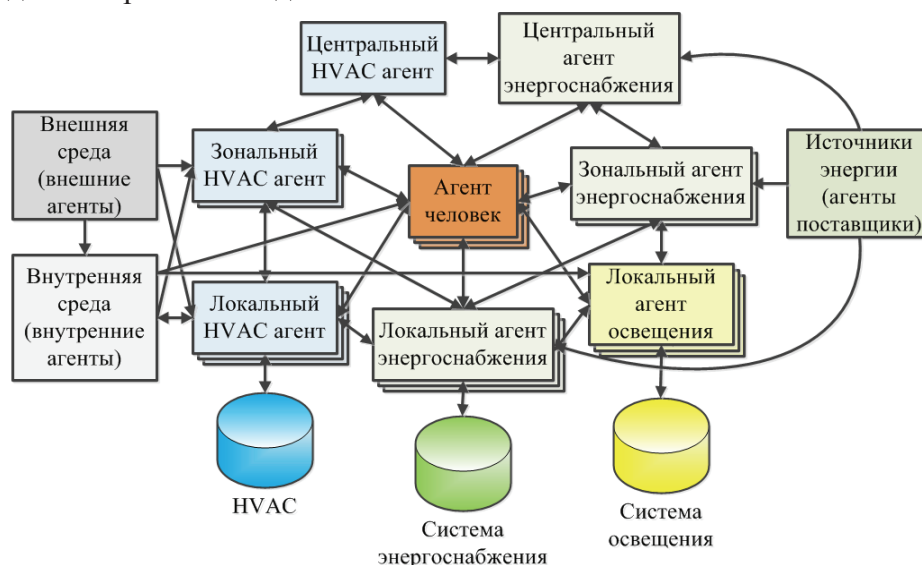 Центральный
HVAC агент
Центральный
агент
энергоснабжения
Внешняя
среда
(внешние
агенты)
Зональный
HVAC агент
Агент
человек
Зональный агент
энергоснабжения
Источники
энергии
(агенты
поставщики)
Внутренняя
среда
(внутренние
агенты)
Локальный
HVAC агент
Локальный агент
энергоснабжения
Локальный
агент
освещения
HVAC
Система
энергоснабжения
Система
освещения